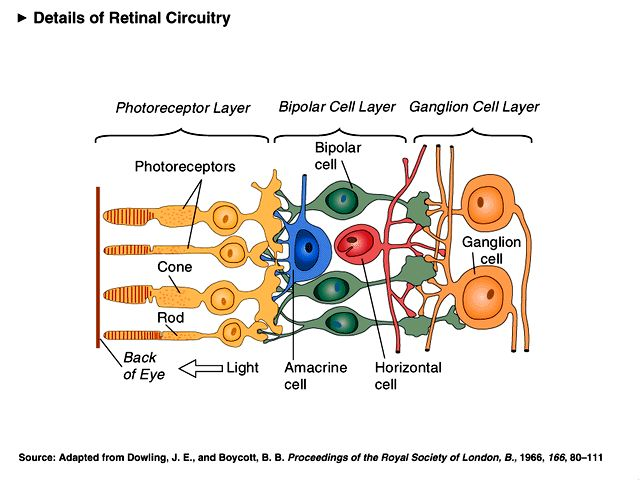 ► Details of Retinal Circuitry
Photoreceptor Layer
Bipolar Cell Layer
Ganglion Cell Layer
Bipolar
cell
Photoreceptors
Ganglion
cell
Cone
Rod
Back
of Eye
Light
Amacrine
cell
Horizontal
cell
Source: Adapted from Dowling, J. E., and Boycott, B. B. Proceedings of the Royal Society of London, B., 1966, 166, 80–111